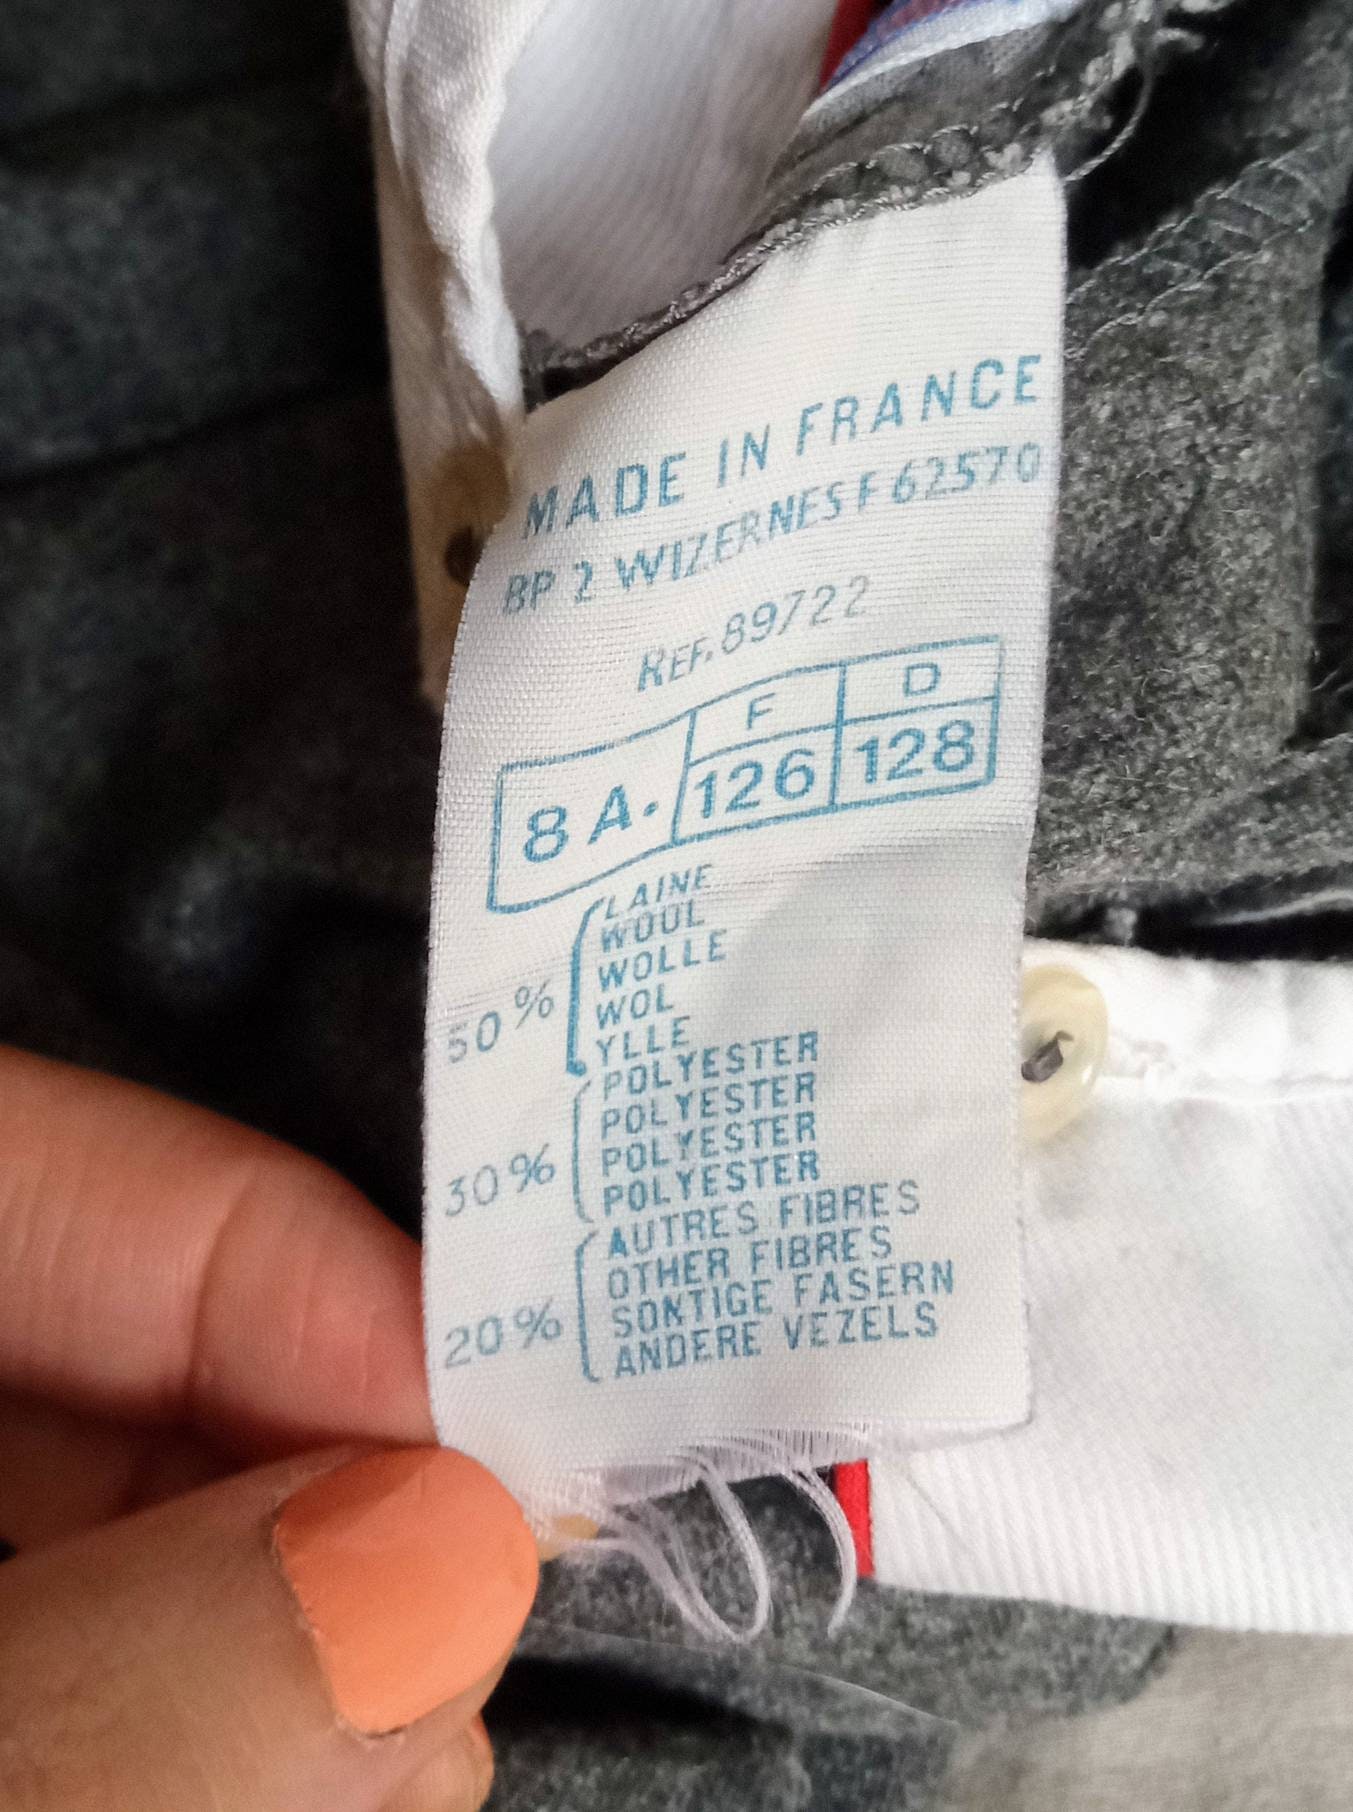 MADE IN FRANCE
BP 2 WIZERNES F 62570
REF. 89722
F D
8 A. 126 128
50% LAINE
WOOL
WOLLE
WOL
YLLE
30% POLYESTER
POLYESTER
POLYESTER
POLYESTER
20% AUTRES FIBRES
OTHER FIBRES
SONTIGE FASERN
ANDERE VEZELS